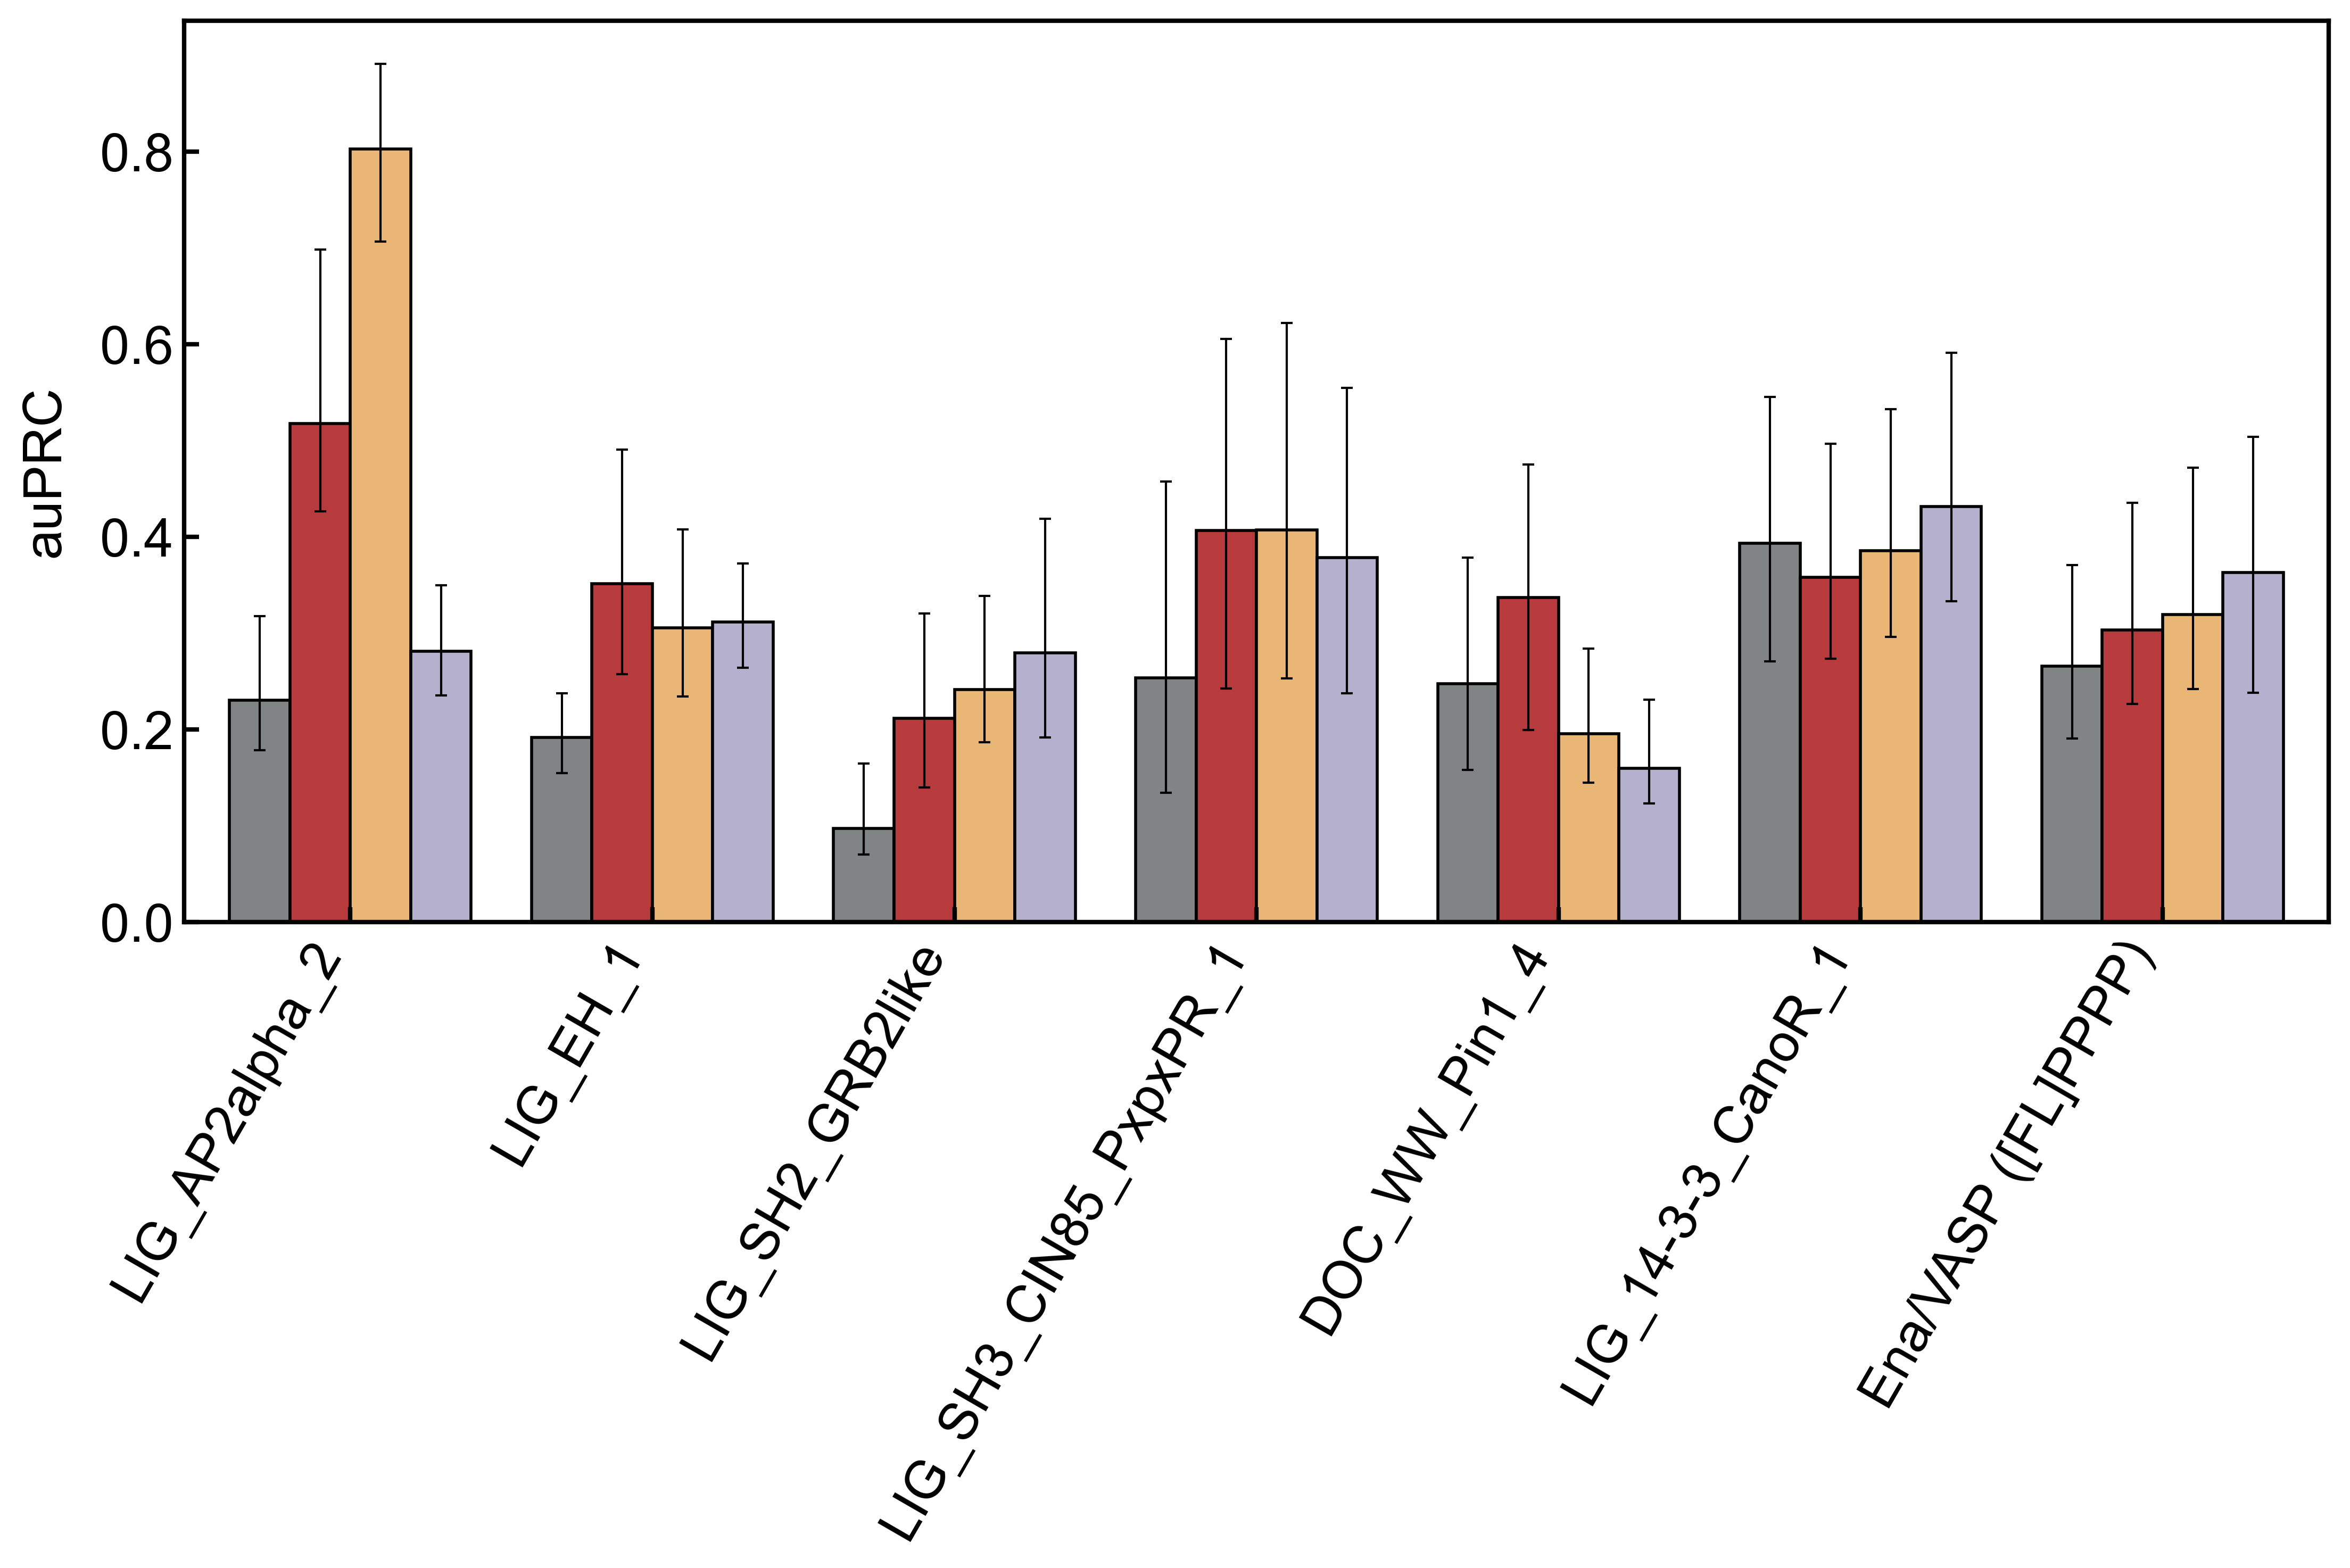 auPRC
0.8
0.6
0.4
0.2
0.0
LIG_AP2alpha_2
LIG_EH_1
LIG_SH2_GRB2like
LIG_SH3_CIN85_PxpxPR_1
DOC_WW_Pin1_4
LIG_14-3-3_CanoR_1
Ena/VASP ([FL]PPPP)